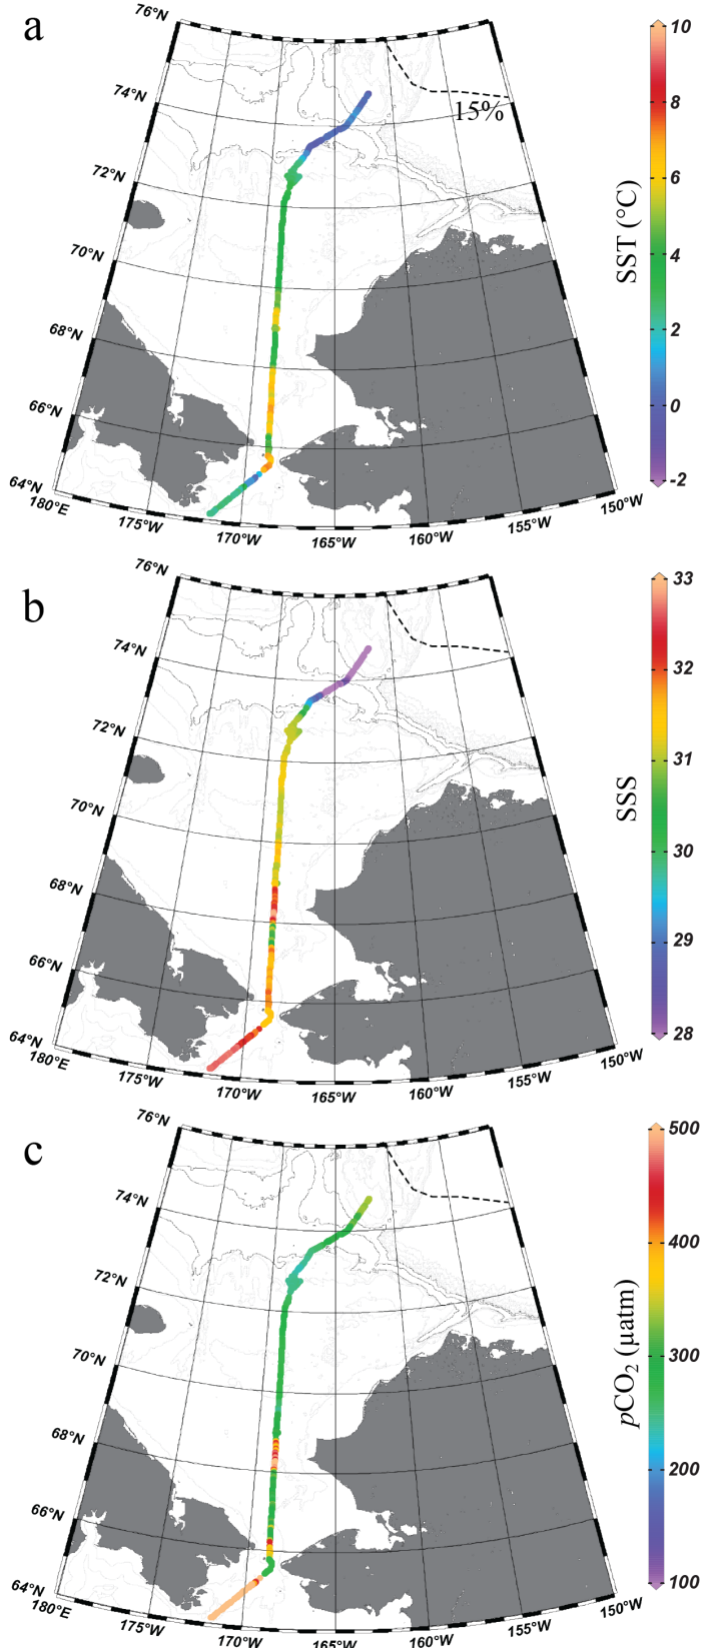 a
76°N
74°N
72°N
70°N
68°N
66°N
64°N
180°E
175°W
170°W
165°W
160°W
155°W
150°W
15%
10
8
6
4
2
0
-2
SST (°C)
b
76°N
74°N
72°N
70°N
68°N
66°N
64°N
180°E
175°W
170°W
165°W
160°W
155°W
150°W
33
32
31
30
29
28
SSS
c
76°N
74°N
72°N
70°N
68°N
66°N
64°N
180°E
175°W
170°W
165°W
160°W
155°W
150°W
500
400
300
200
100
pCO₂ (μatm)